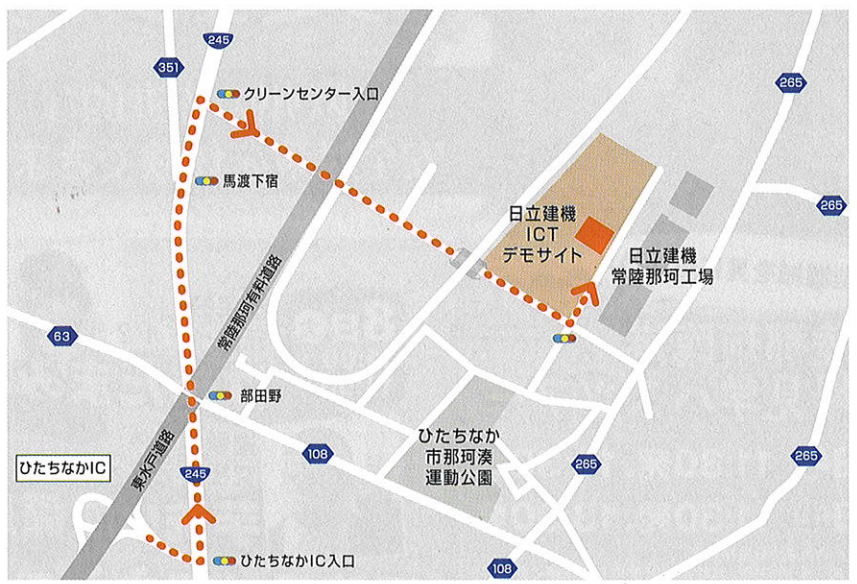 245
351
クリーンセンター入口
265
馬渡下宿
265
日立建機
ICT
デモサイト
日立建機
常陸那珂工場
常陸那珂有料道路
63
部田野
ひたちなか
市那珂湊
運動公園
108
265
265
ひたちなかIC
東水戸道路
245
ひたちなかIC入口
108